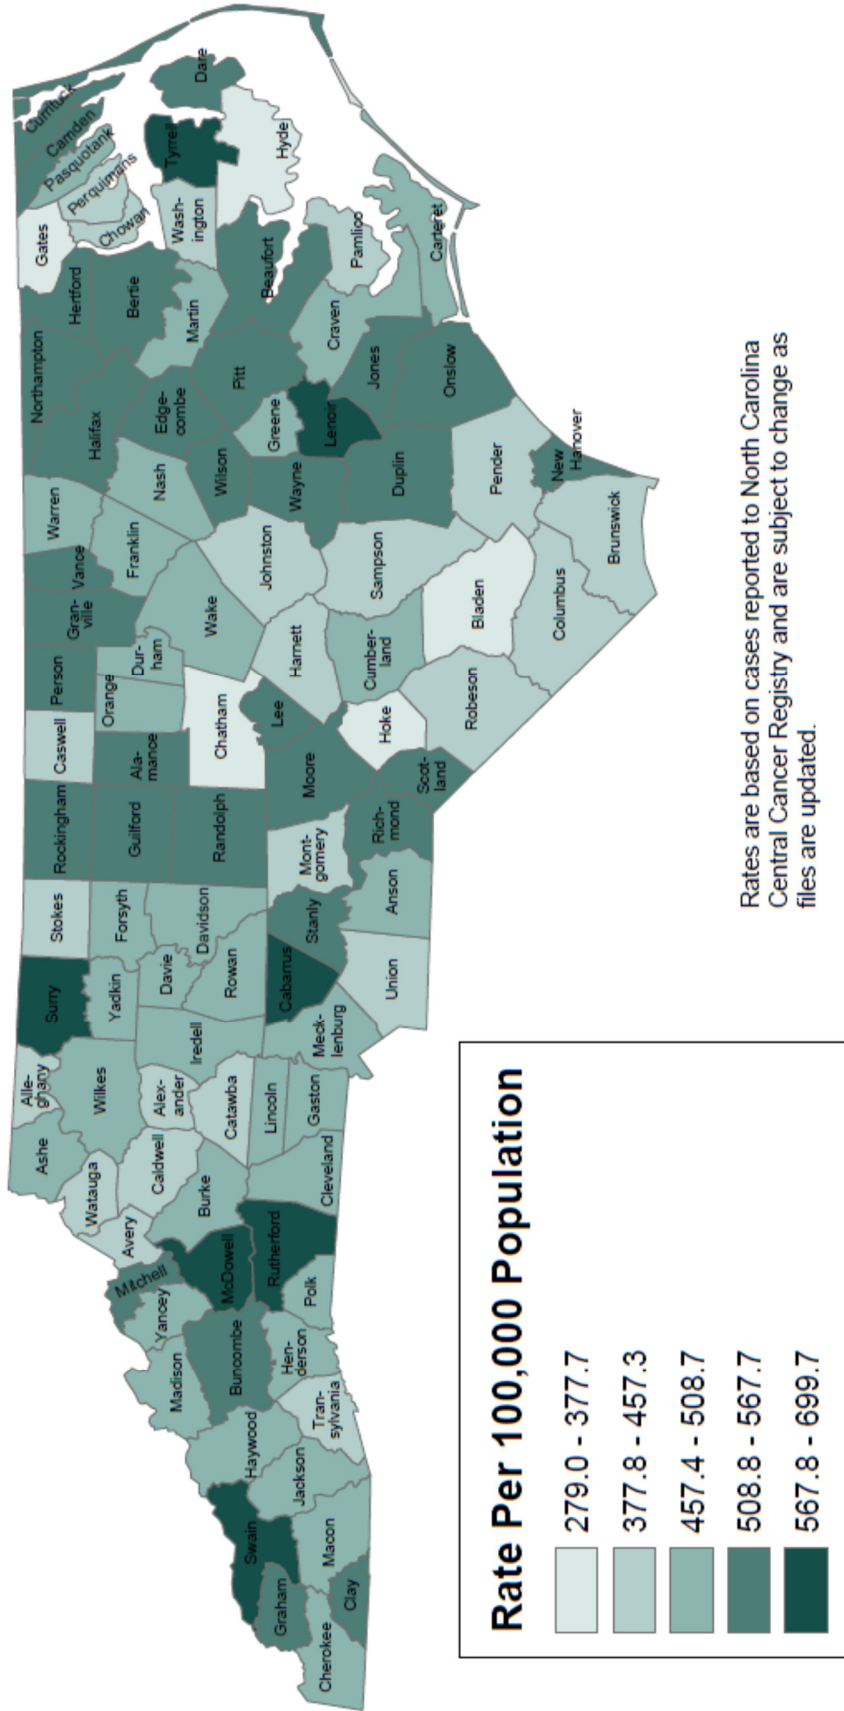 Currituck
Camden
Pasquotank
Perquimans
Chowan
Gates
Hertford
Northampton
Halifax
Bertie
Warren
Vance
Gran-
ville
Person
Caswell
Rockingham
Stokes
Surry
Alle-
ghany
Ashe
Watauga
Wilkes
Yadkin
Forsyth
Guilford
Ala-
mance
Orange
Dur-
ham
Franklin
Nash
Edge-
combe
Martin
Wash-
ington
Tyrrell
Dare
Hyde
Beaufort
Pitt
Wilson
Wake
Chatham
Randolph
Davidson
Davie
Rowan
Iredell
Alex-
ander
Caldwell
Avery
Mitchell
Yancey
Madison
Buncombe
McDowell
Burke
Catawba
Lincoln
Gaston
Cleveland
Rutherford
Polk
Hen-
derson
Tran-
sylvania
Haywood
Jackson
Swain
Macon
Graham
Clay
Cherokee
Meck-
lenburg
Cabarrus
Stanly
Union
Anson
Mont-
gomery
Rich-
mond
Moore
Lee
Harnett
Johnston
Wayne
Greene
Lenoir
Craven
Pamlico
Carteret
Jones
Onslow
Duplin
Sampson
Cumber-
land
Hoke
Scot-
land
Robeson
Bladen
Pender
New
Hanover
Columbus
Brunswick
Rate Per 100,000 Population
279.0 - 377.7
377.8 - 457.3
457.4 - 508.7
508.8 - 567.7
567.8 - 699.7
Rates are based on cases reported to North Carolina
Central Cancer Registry and are subject to change as
files are updated.